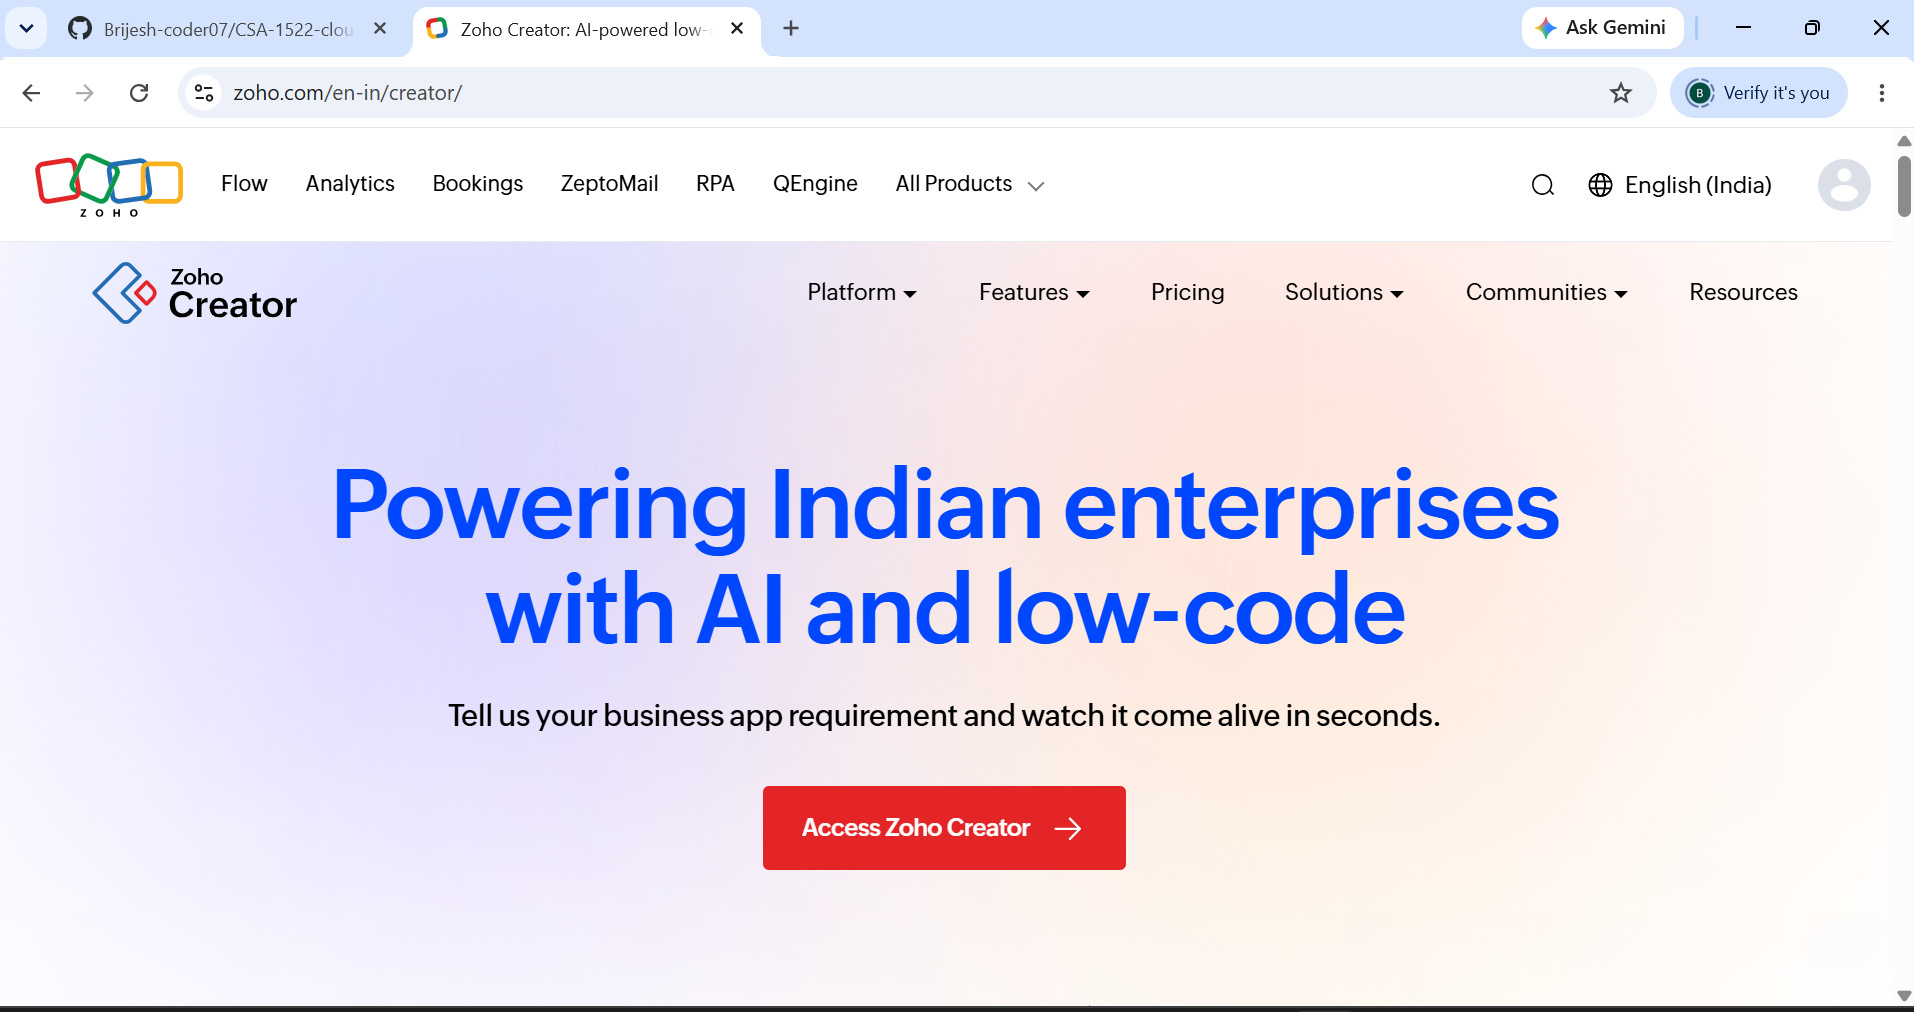 Brijesh-coder07/CSA-1522-clou
Zoho Creator: AI-powered low-
Ask Gemini
zoho.com/en-in/creator/
B
Verify it's you
ZOHO
Flow
Analytics
Bookings
ZeptoMail
RPA
QEngine
All Products
English (India)
Zoho
Creator
Platform
Features
Pricing
Solutions
Communities
Resources
Powering Indian enterprises
with AI and low-code
Tell us your business app requirement and watch it come alive in seconds.
Access Zoho Creator